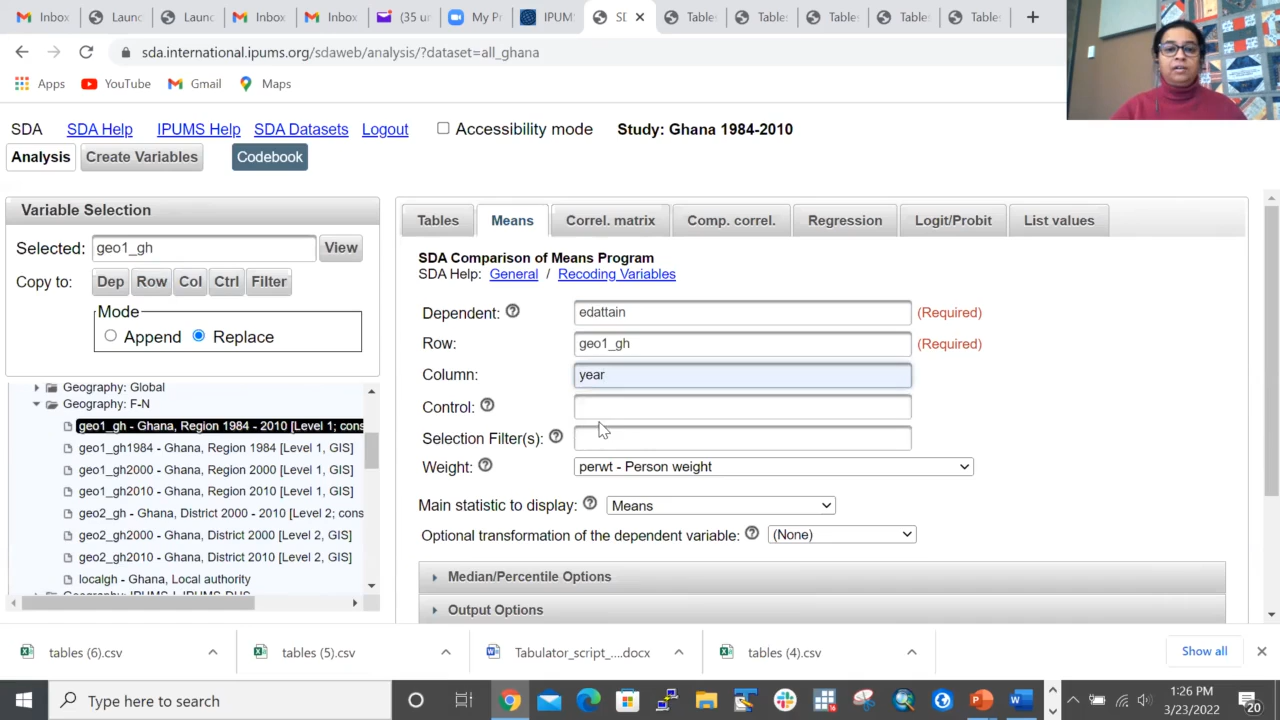 Inbox Launc Launc Inbox Inbox (35 u My P IPUM SD Table Table Table Table Table
sda.international.ipums.org/sdaweb/analysis/?dataset=all_ghana
Apps YouTube Gmail Maps
SDA SDA Help IPUMS Help SDA Datasets Logout Accessibility mode Study: Ghana 1984-2010
Analysis Create Variables Codebook
Variable Selection
Selected: geo1_gh View
Copy to: Dep Row Col Ctrl Filter
Mode
Append Replace
Geography: Global
Geography: F-N
geo1_gh - Ghana, Region 1984 - 2010 [Level 1; cons
geo1_gh1984 - Ghana, Region 1984 [Level 1, GIS]
geo1_gh2000 - Ghana, Region 2000 [Level 1, GIS]
geo1_gh2010 - Ghana, Region 2010 [Level 1, GIS]
geo2_gh - Ghana, District 2000 - 2010 [Level 2; cons
geo2_gh2000 - Ghana, District 2000 [Level 2, GIS]
geo2_gh2010 - Ghana, District 2010 [Level 2, GIS]
localgh - Ghana, Local authority
Tables Means Correl. matrix Comp. correl. Regression Logit/Probit List values
SDA Comparison of Means Program
SDA Help: General / Recoding Variables
Dependent: edattain (Required)
Row: geo1_gh (Required)
Column: year
Control:
Selection Filter(s):
Weight: perwt - Person weight
Main statistic to display: Means
Optional transformation of the dependent variable: (None)
Median/Percentile Options
Output Options
tables (6).csv tables (5).csv Tabulator_script_....docx tables (4).csv Show all
Type here to search
1:26 PM
3/23/2022
20